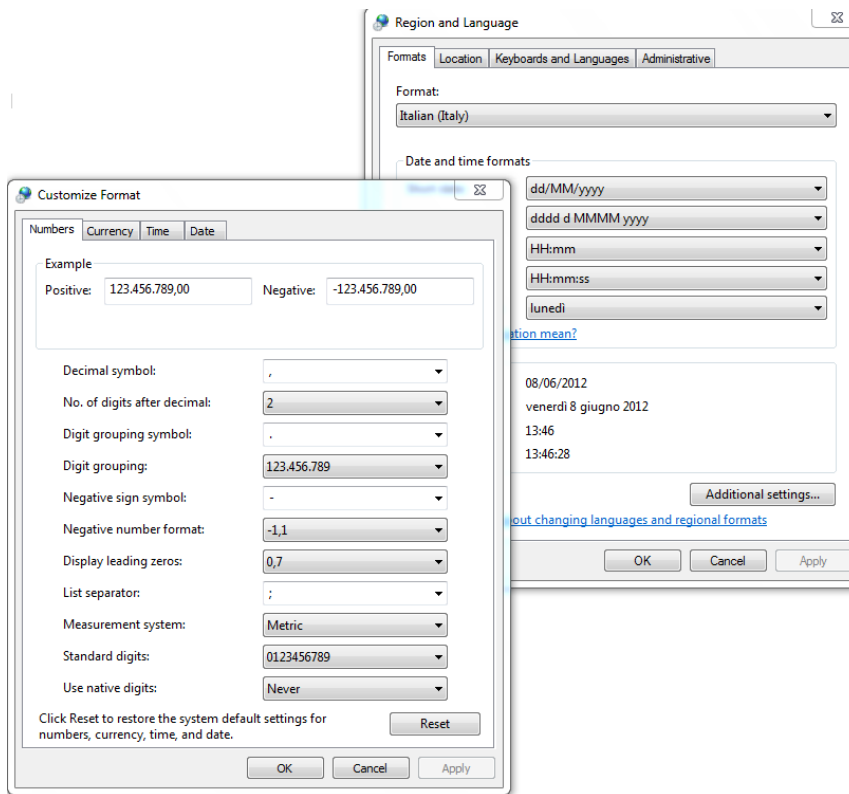 Region and Language
Formats Location Keyboards and Languages Administrative
Format:
Italian (Italy)
Date and time formats
dd/MM/yyyy
dddd d MMMM yyyy
HH:mm
HH:mm:ss
lunedì
ation mean?
08/06/2012
venerdì 8 giugno 2012
13:46
13:46:28
Additional settings...
out changing languages and regional formats
OK Cancel Apply
Customize Format
Numbers Currency Time Date
Example
Positive: 123.456.789,00 Negative: -123.456.789,00
Decimal symbol: ,
No. of digits after decimal: 2
Digit grouping symbol: .
Digit grouping: 123.456.789
Negative sign symbol: -
Negative number format: -1,1
Display leading zeros: 0,7
List separator: ;
Measurement system: Metric
Standard digits: 0123456789
Use native digits: Never
Click Reset to restore the system default settings for
numbers, currency, time, and date.
Reset
OK Cancel Apply